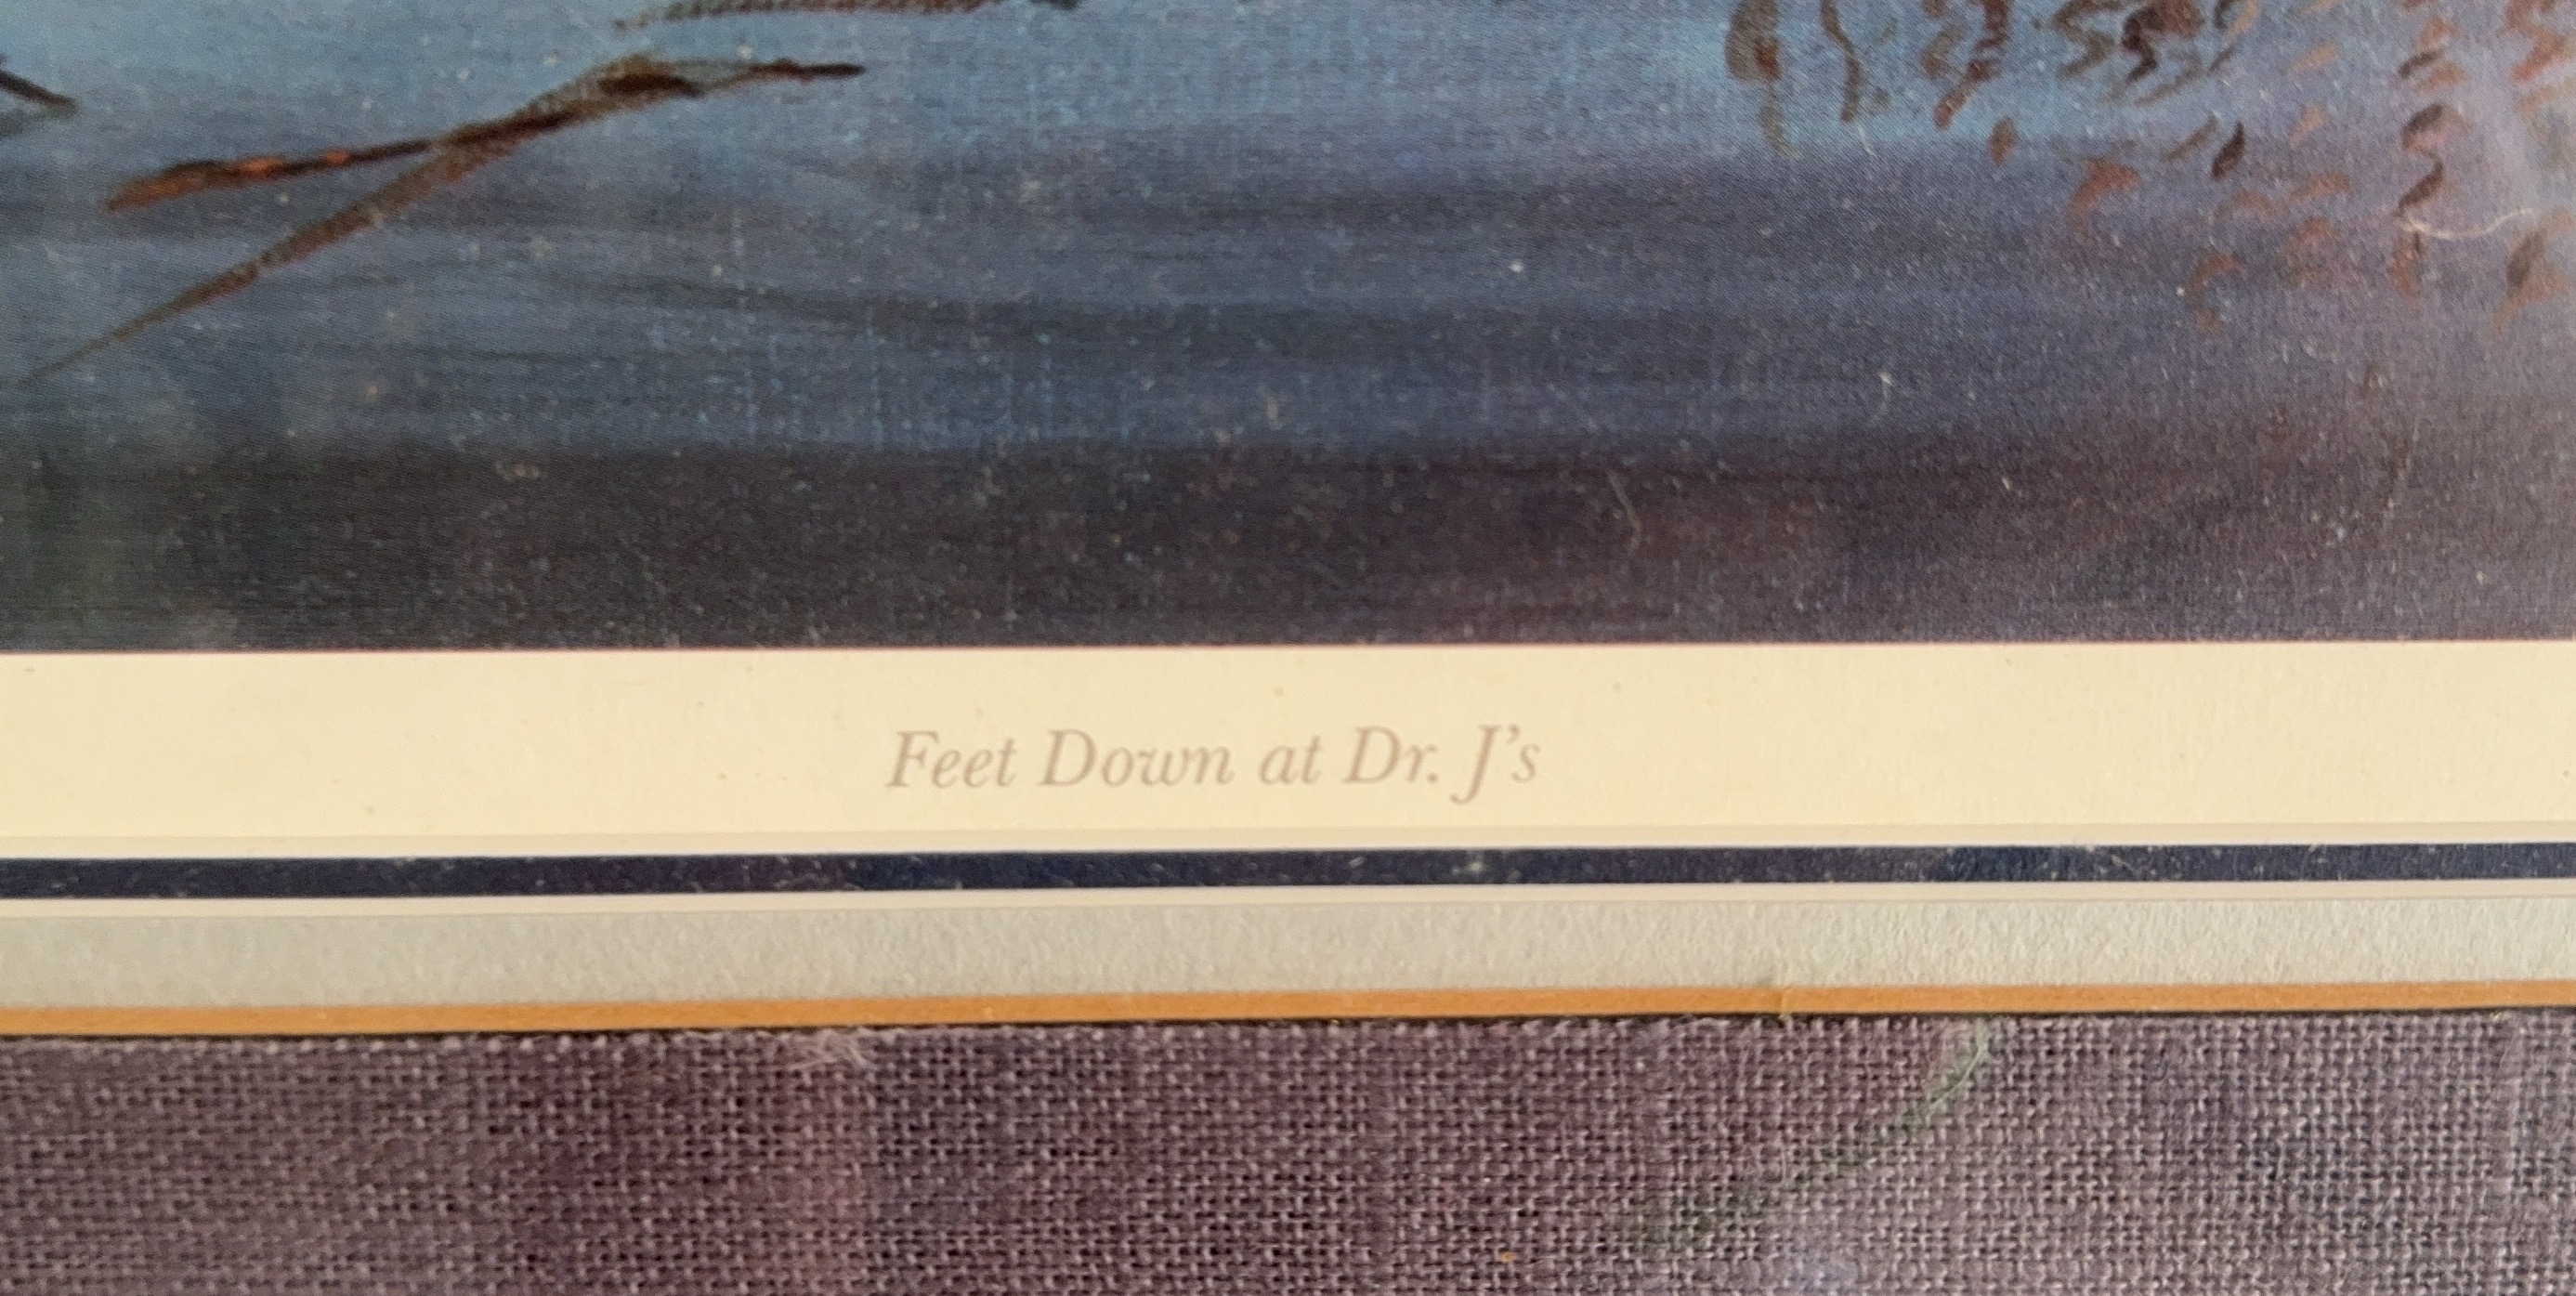 Feet Down at Dr. J's